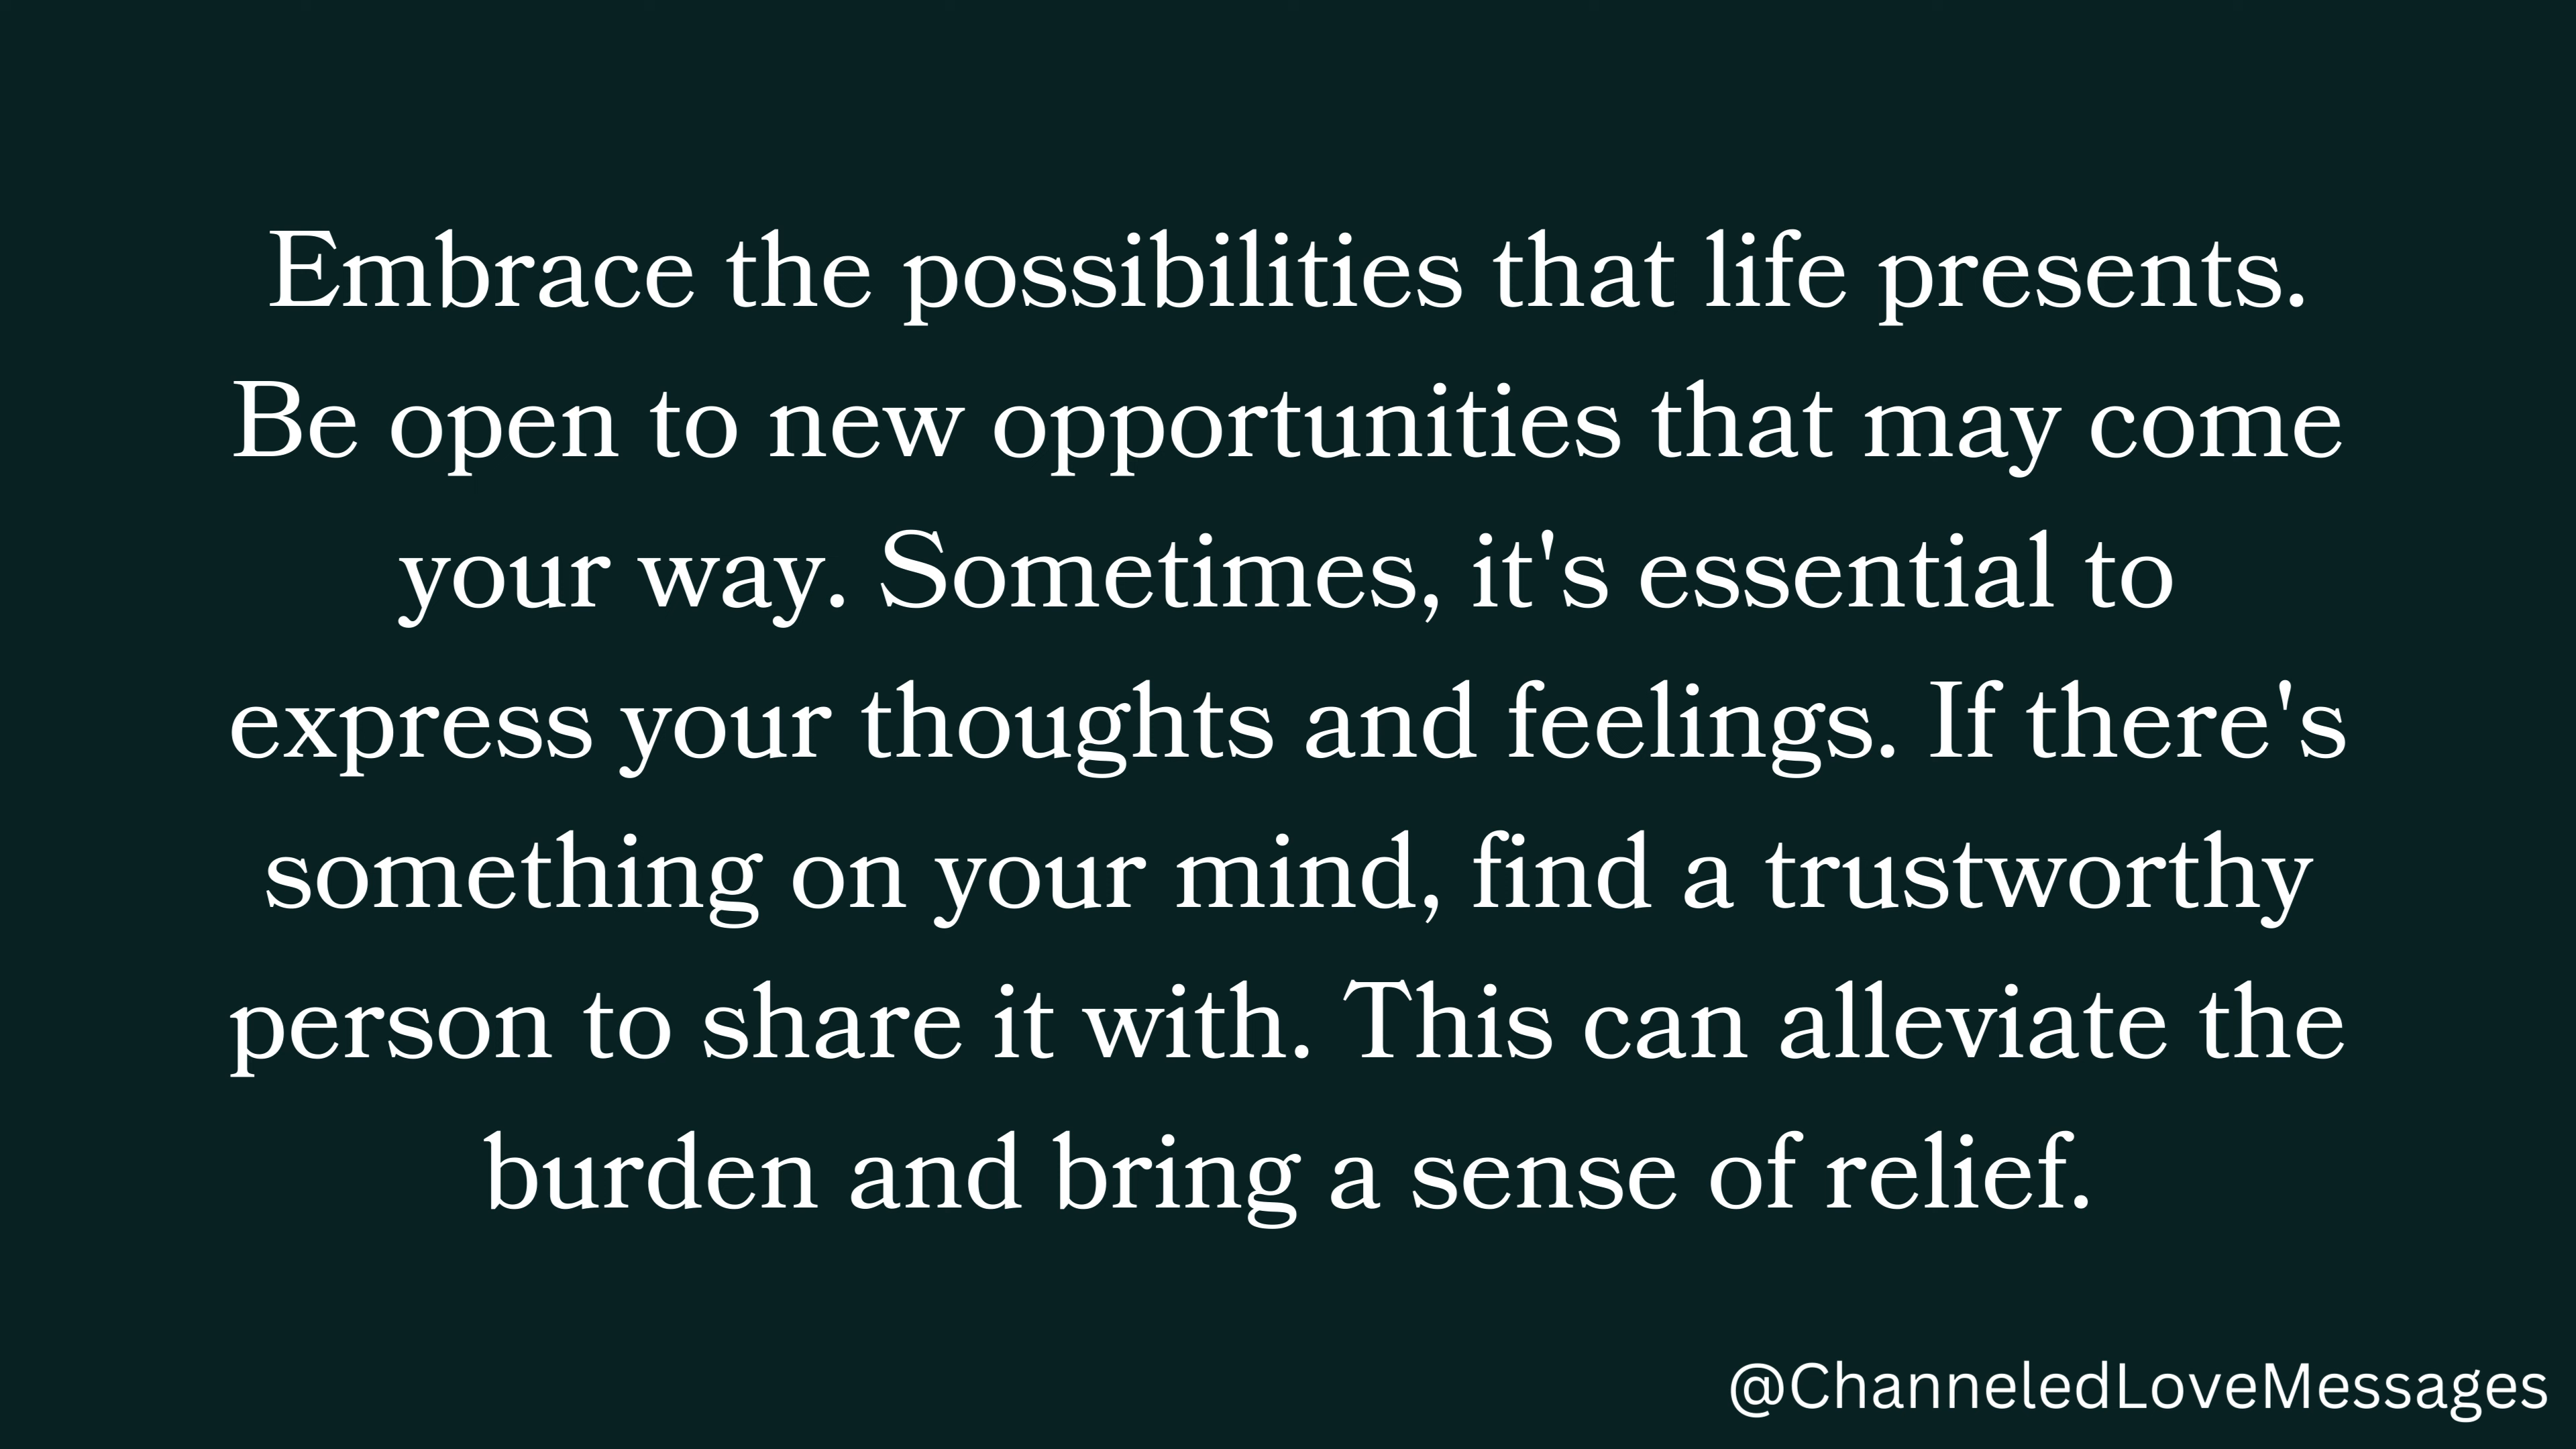 Embrace the possibilities that life presents.
Be open to new opportunities that may come
your way. Sometimes, it's essential to
express your thoughts and feelings. If there's
something on your mind, find a trustworthy
person to share it with. This can alleviate the
burden and bring a sense of relief.
@ChanneledLoveMessages